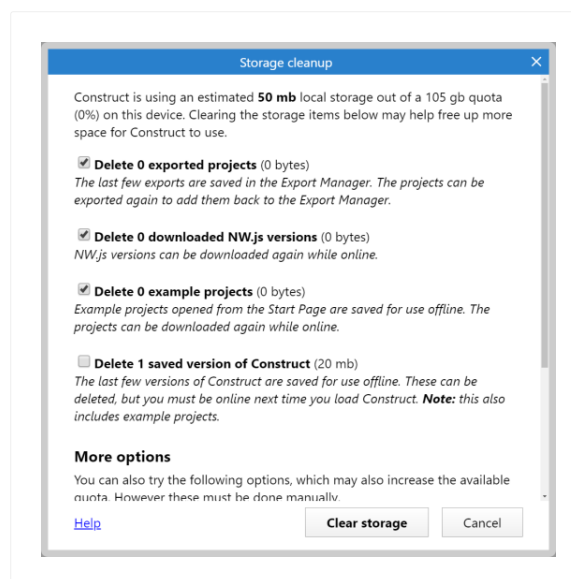 Storage cleanup
Construct is using an estimated 50 mb local storage out of a 105 gb quota
(0%) on this device. Clearing the storage items below may help free up more
space for Construct to use.
Delete 0 exported projects (0 bytes)
The last few exports are saved in the Export Manager. The projects can be
exported again to add them back to the Export Manager.
Delete 0 downloaded NW.js versions (0 bytes)
NW.js versions can be downloaded again while online.
Delete 0 example projects (0 bytes)
Example projects opened from the Start Page are saved for use offline. The
projects can be downloaded again while online.
Delete 1 saved version of Construct (20 mb)
The last few versions of Construct are saved for use offline. These can be
deleted, but you must be online next time you load Construct. Note: this also
includes example projects.
More options
You can also try the following options, which may also increase the available
quota. However these must be done manually.
Help
Clear storage
Cancel